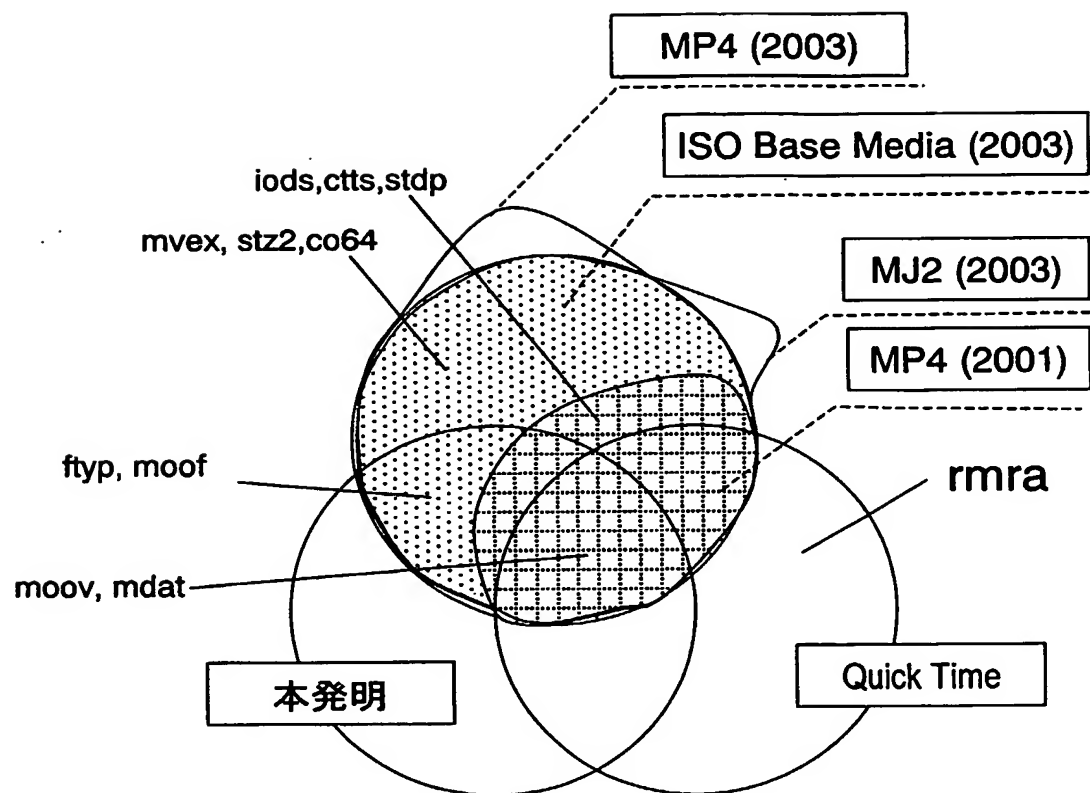 MP4 (2003)
ISO Base Media (2003)
iods,ctts,stdp
mvex, stz2,co64
MJ2 (2003)
MP4 (2001)
ftyp, moof
rmra
moov, mdat
本発明
Quick Time